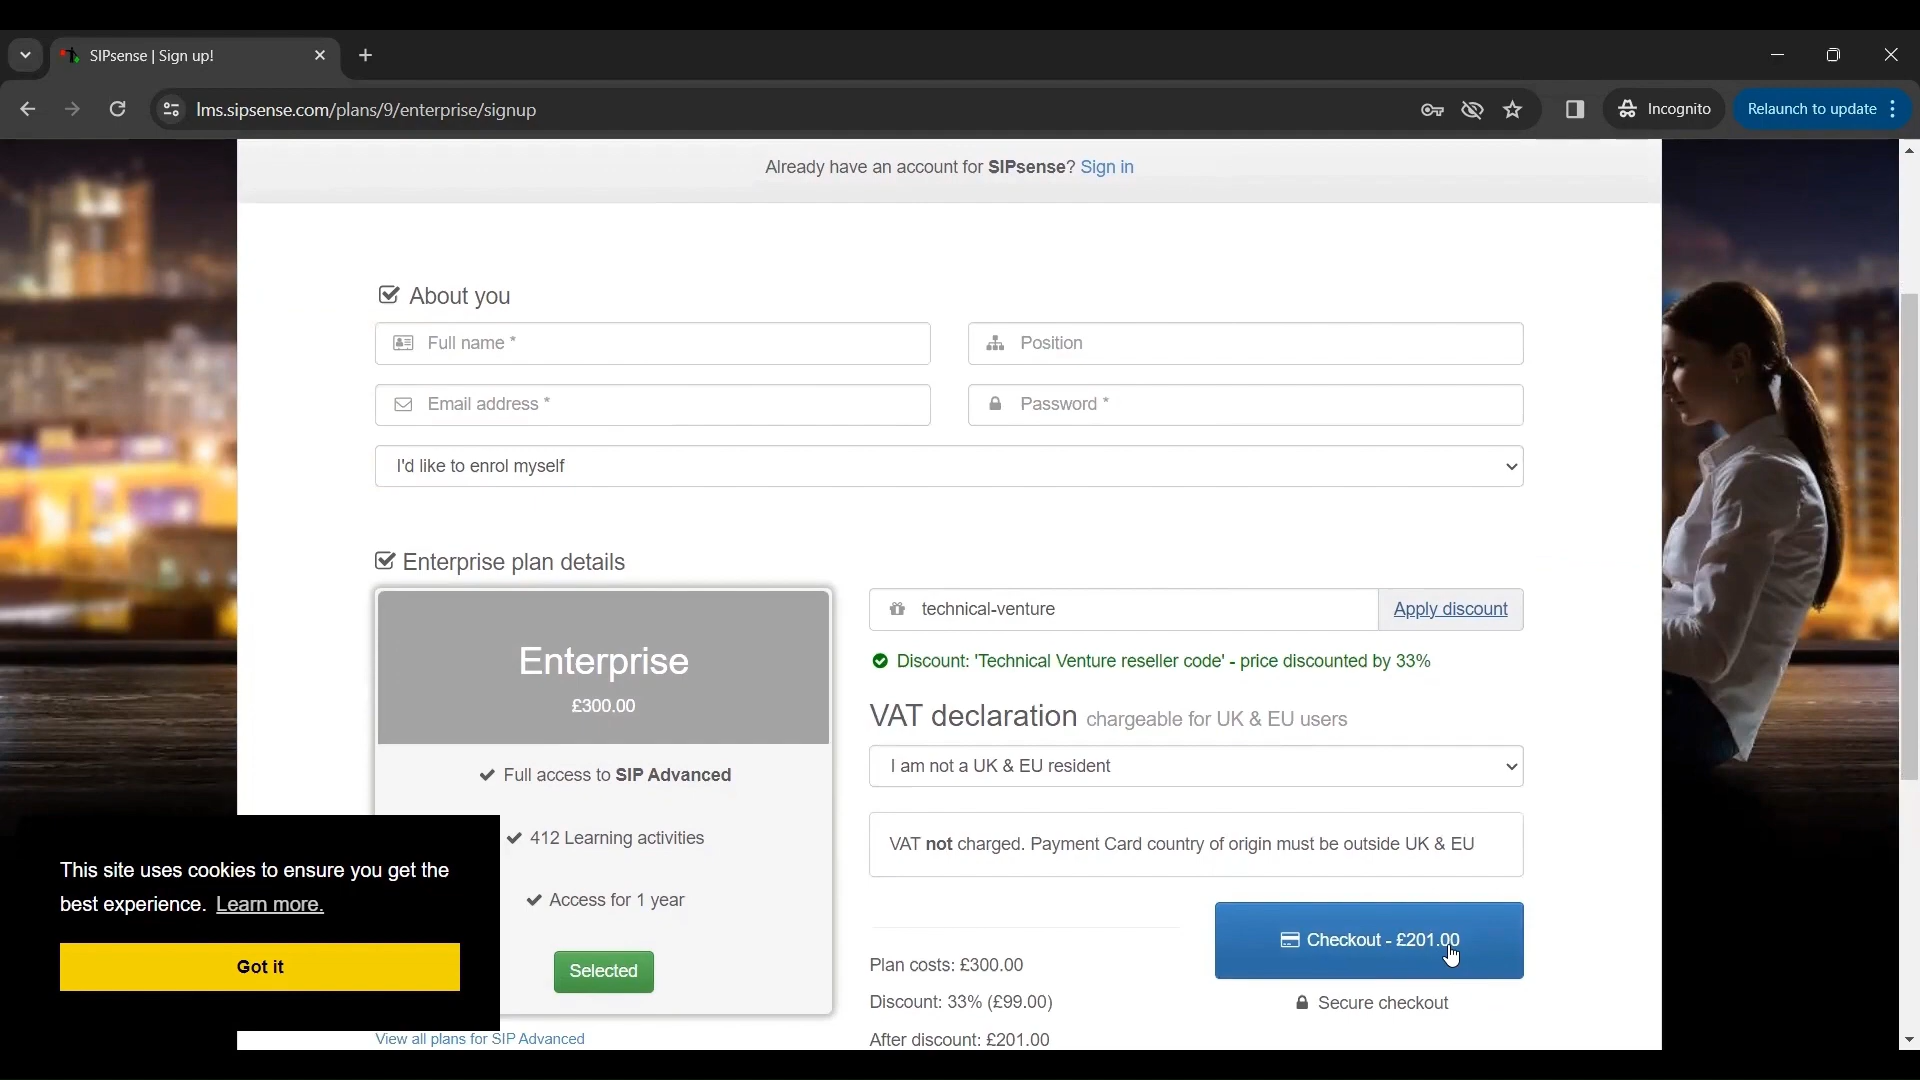 SIPsense | Sign up!
lms.sipsense.com/plans/9/enterprise/signup
Incognito
Relaunch to update
Already have an account for SIPsense? Sign in
About you
Full name *
Position
Email address *
Password *
I'd like to enrol myself
Enterprise plan details
Enterprise
£300.00
Full access to SIP Advanced
412 Learning activities
Access for 1 year
Selected
View all plans for SIP Advanced
technical-venture
Apply discount
Discount: 'Technical Venture reseller code' - price discounted by 33%
VAT declaration chargeable for UK & EU users
I am not a UK & EU resident
VAT not charged. Payment Card country of origin must be outside UK & EU
Checkout - £201.00
Secure checkout
Plan costs: £300.00
Discount: 33% (£99.00)
After discount: £201.00
This site uses cookies to ensure you get the
best experience. Learn more.
Got it